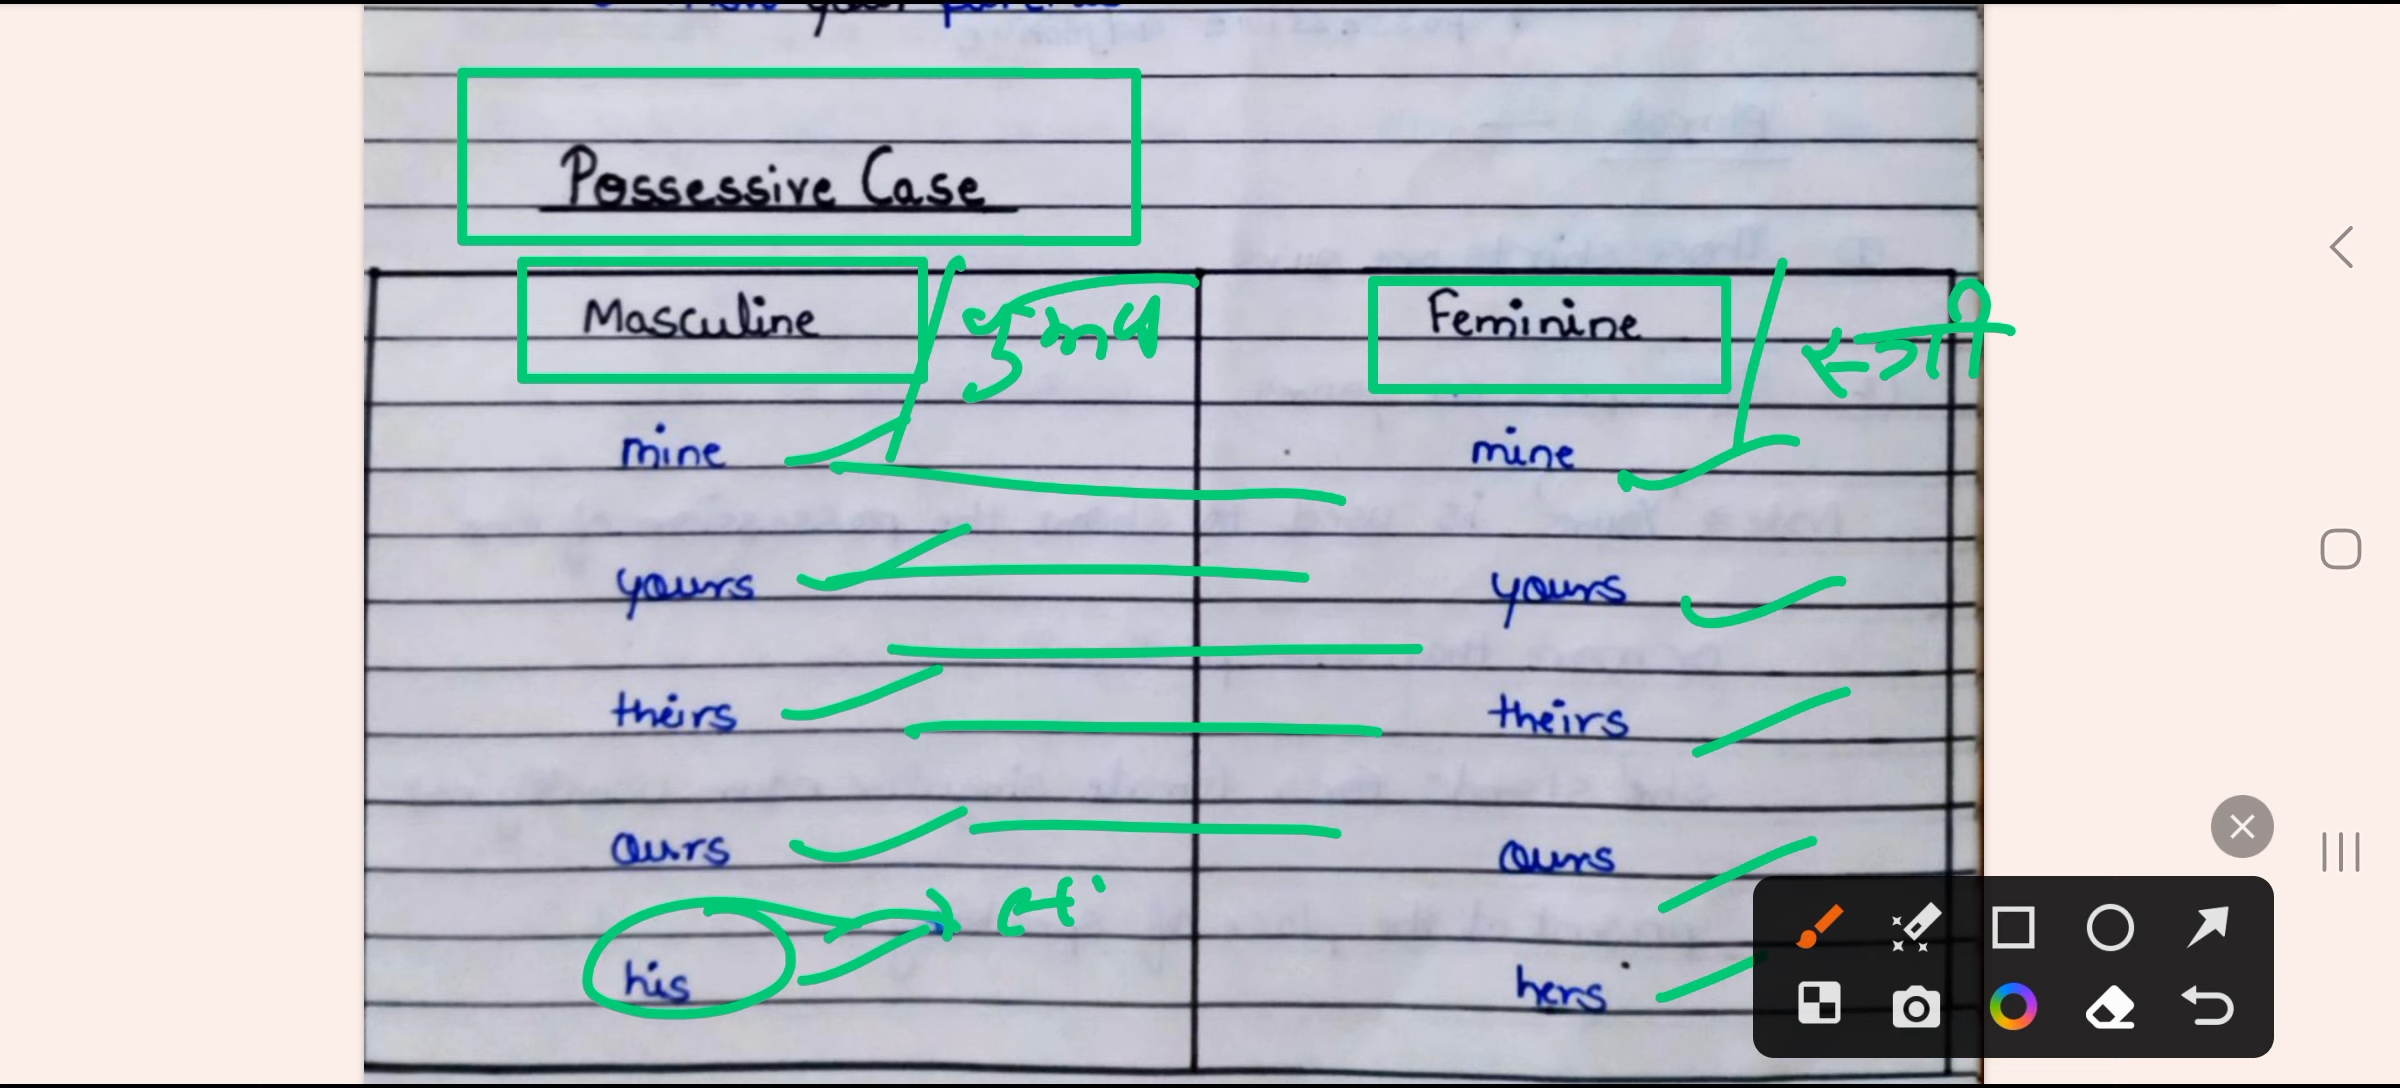 Possessive Case
Masculine Feminine
mine mine
yours yours
theirs theirs
ours ours
his hers